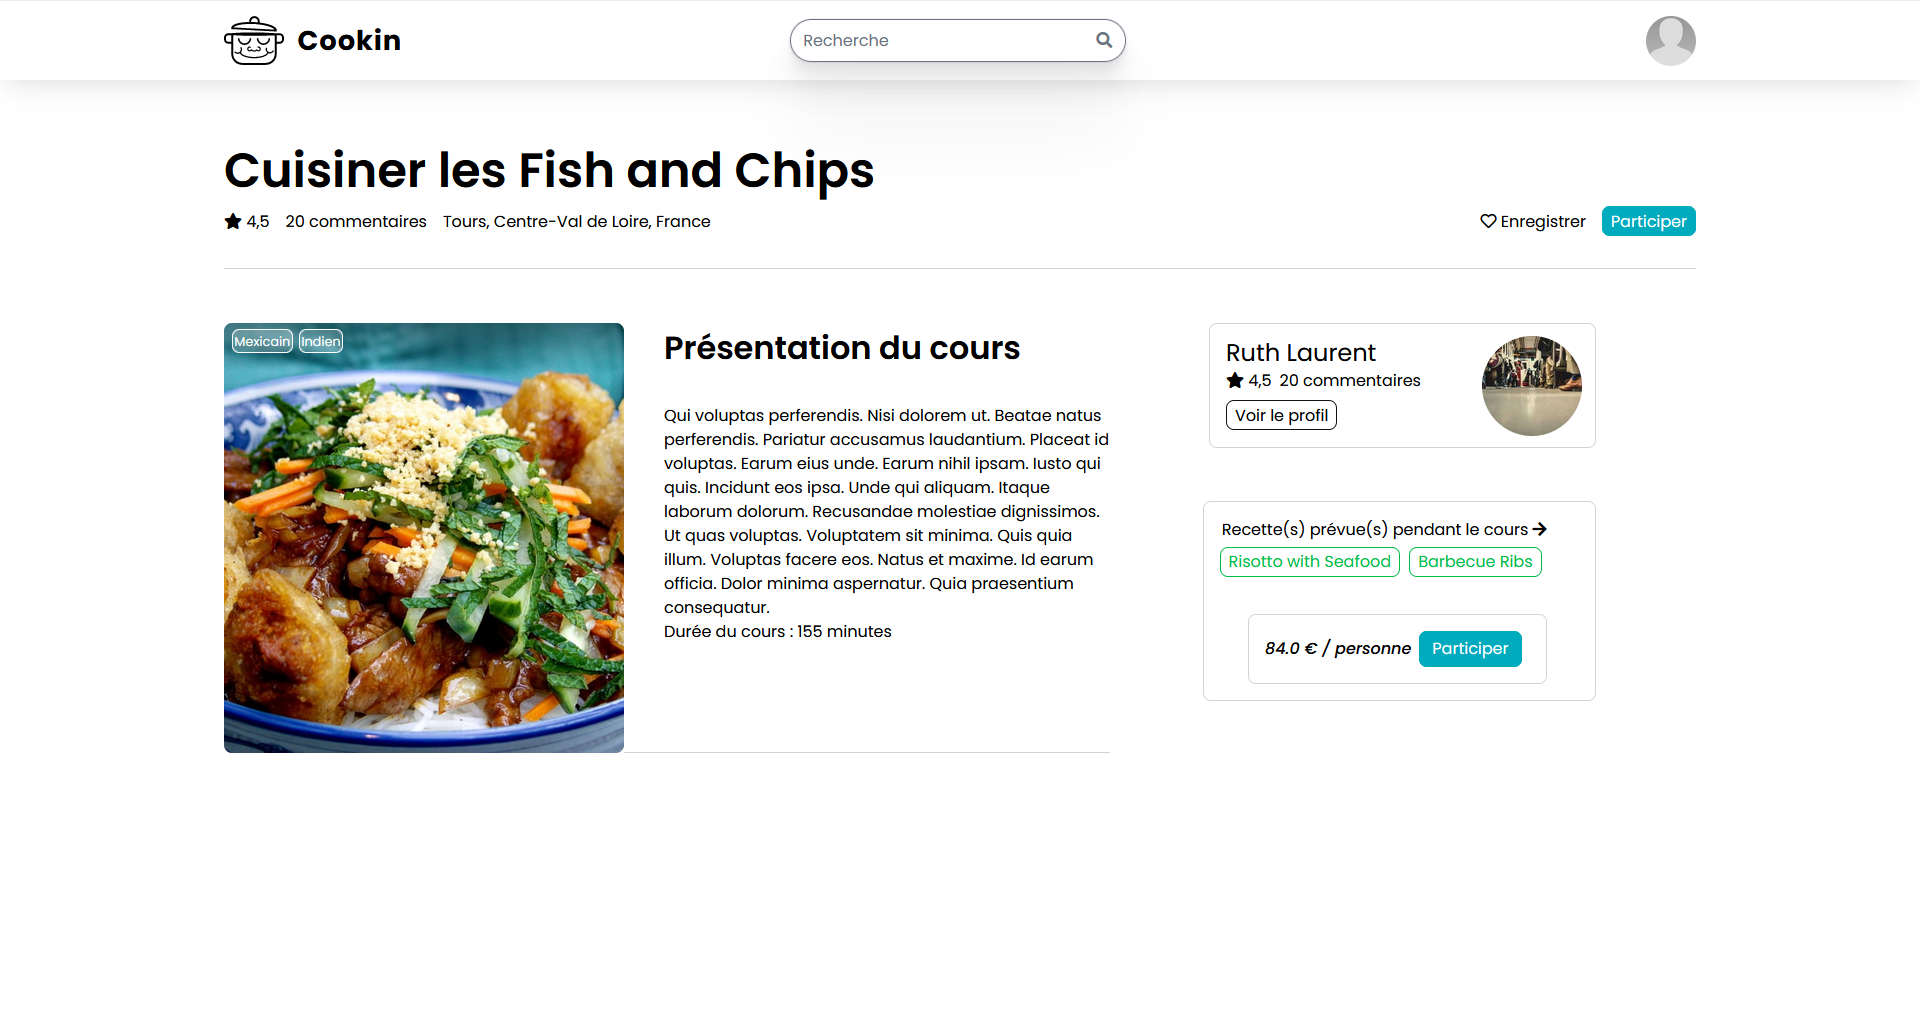 Cookin
Recherche
Cuisiner les Fish and Chips
4,5 20 commentaires Tours, Centre-Val de Loire, France
Enregistrer Participer
Mexicain Indien
Présentation du cours
Qui voluptas perferendis. Nisi dolorem ut. Beatae natus
perferendis. Pariatur accusamus laudantium. Placeat id
voluptas. Earum eius unde. Earum nihil ipsam. Iusto qui
quis. Incidunt eos ipsa. Unde qui aliquam. Itaque
laborum dolorum. Recusandae molestiae dignissimos.
Ut quas voluptas. Voluptatem sit minima. Quis quia
illum. Voluptas facere eos. Natus et maxime. Id earum
officia. Dolor minima aspernatur. Quia praesentium
consequatur.
Durée du cours : 155 minutes
Ruth Laurent
4,5 20 commentaires
Voir le profil
Recette(s) prévue(s) pendant le cours
Risotto with Seafood Barbecue Ribs
84.0 € / personne Participer